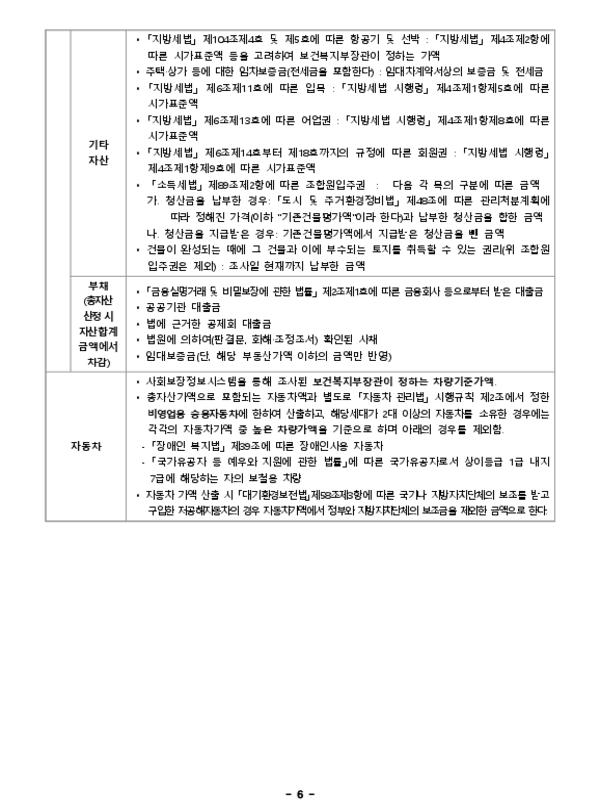 • 「지방세법」 제104조제4호 및 제5호에 따른 항공기 및 선박 : 「지방세법」 제4조제2항에
따른 시가표준액 등을 고려하여 보건복지부장관이 정하는 가액
• 주택·상가 등에 대한 임차보증금(전세금을 포함한다) : 임대차계약서상의 보증금 및 전세금
• 「지방세법」 제6조제11호에 따른 입목 : 「지방세법 시행령」 제4조제1항제5호에 따른
시가표준액
• 「지방세법」 제6조제13호에 따른 어업권 : 「지방세법 시행령」 제4조제1항제8호에 따른
시가표준액
기타
자산
• 「지방세법」 제6조제14호부터 제18호까지의 규정에 따른 회원권 : 「지방세법 시행령」
제4조제1항제9호에 따른 시가표준액
• 「소득세법」 제89조제2항에 따른 조합원입주권 : 다음 각 목의 구분에 따른 금액
가. 청산금을 납부한 경우: 「도시 및 주거환경정비법」 제48조에 따른 관리처분계획에
따라 정해진 가격(이하 "기존건물평가액"이라 한다)과 납부한 청산금을 합한 금액
나. 청산금을 지급받은 경우: 기존건물평가액에서 지급받은 청산금을 뺀 금액
• 건물이 완성되는 때에 그 건물과 이에 부수되는 토지를 취득할 수 있는 권리(위 조합원
입주권은 제외) : 조사일 현재까지 납부한 금액
부채
(총자산
산정 시
자산합계
금액에서
차감)
• 「금융실명거래 및 비밀보장에 관한 법률」 제2조제1호에 따른 금융회사 등으로부터 받은 대출금
• 공공기관 대출금
• 법에 근거한 공제회 대출금
• 법원에 의하여(판결문, 화해·조정조서) 확인된 사채
• 임대보증금(단, 해당 부동산가액 이하의 금액만 반영)
자동차
• 사회보장정보시스템을 통해 조사된 보건복지부장관이 정하는 차량기준가액.
• 총자산가액으로 포함되는 자동차액과 별도로 「자동차 관리법」 시행규칙 제2조에서 정한
비영업용 승용자동차에 한하여 산출하고, 해당세대가 2대 이상의 자동차를 소유한 경우에는
각각의 자동차가액 중 높은 차량가액을 기준으로 하며 아래의 경우를 제외함.
- 「장애인 복지법」 제39조에 따른 장애인사용 자동차
- 「국가유공자 등 예우와 지원에 관한 법률」에 따른 국가유공자로서 상이등급 1급 내지
7급에 해당하는 자의 보철용 차량
• 자동차 가액 산출 시 「대기환경보전법」제58조제3항에 따른 국가나 지방자치단체의 보조를 받고
구입한 저공해자동차의 경우 자동차가액에서 정부와 지방자치단체의 보조금을 제외한 금액으로 한다.
- 6 -